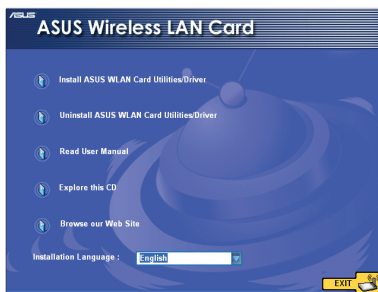 ASUS
ASUS Wireless LAN Card
Install ASUS WLAN Card Utilities/Driver
Uninstall ASUS WLAN Card Utilities/Driver
Read User Manual
Explore this CD
Browse our Web Site
Installation Language : English
EXIT